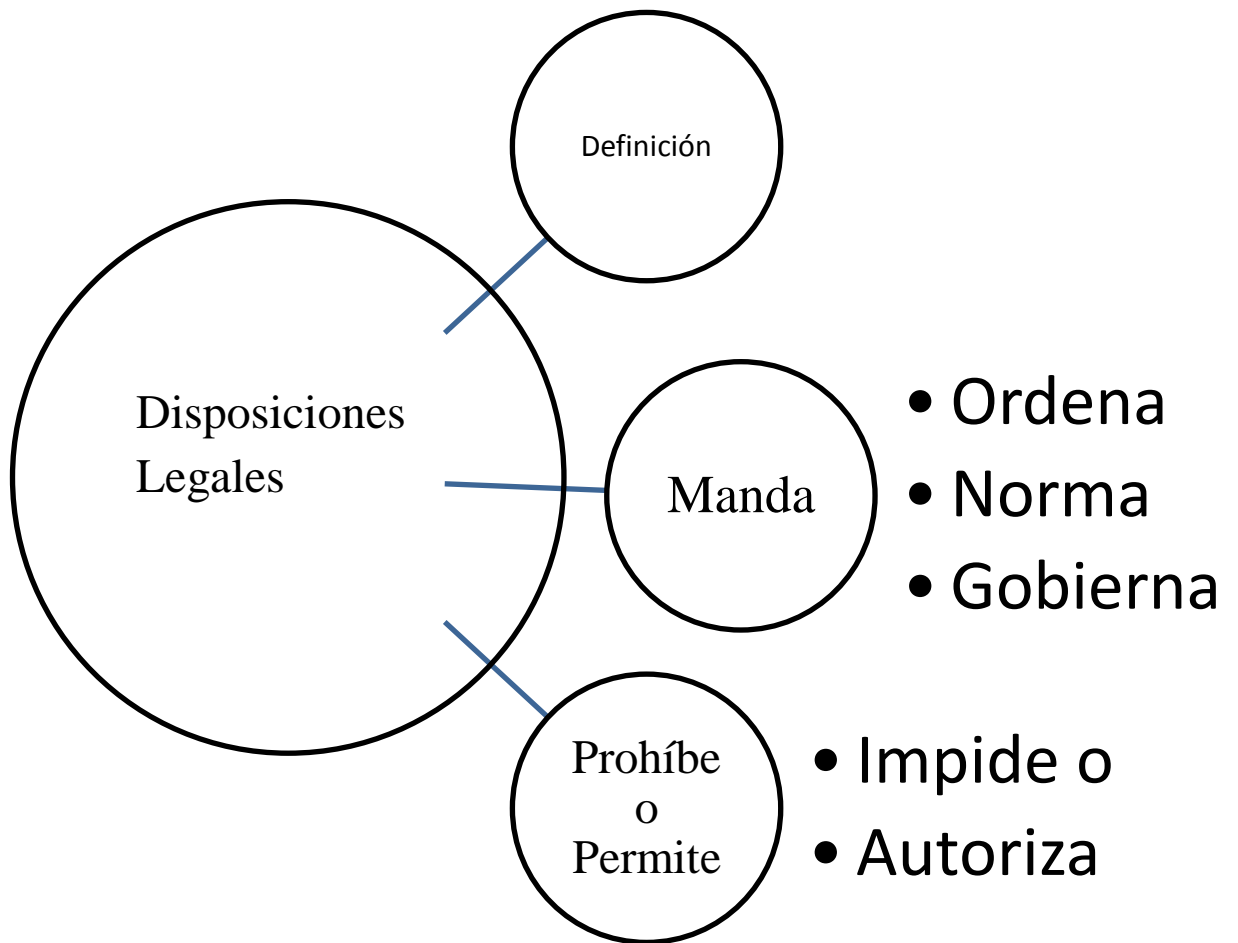 Definición
Disposiciones
Legales
Manda
• Ordena
• Norma
• Gobierna
Prohíbe
o
Permite
• Impide o
• Autoriza